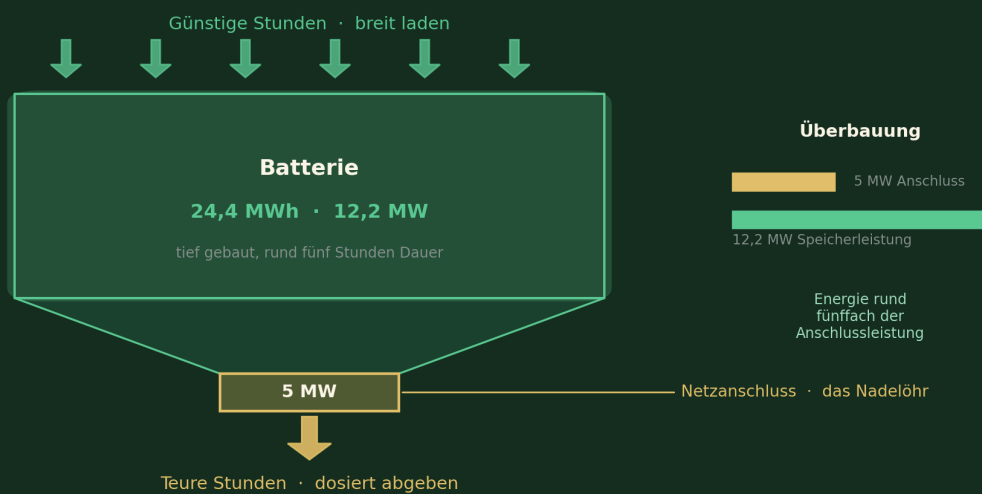 Günstige Stunden · breit laden
Batterie
24,4 MWh · 12,2 MW
tief gebaut, rund fünf Stunden Dauer
5 MW
Netzanschluss · das Nadelöhr
Teure Stunden · dosiert abgeben
Überbauung
5 MW Anschluss
12,2 MW Speicherleistung
Energie rund
fünffach der
Anschlussleistung